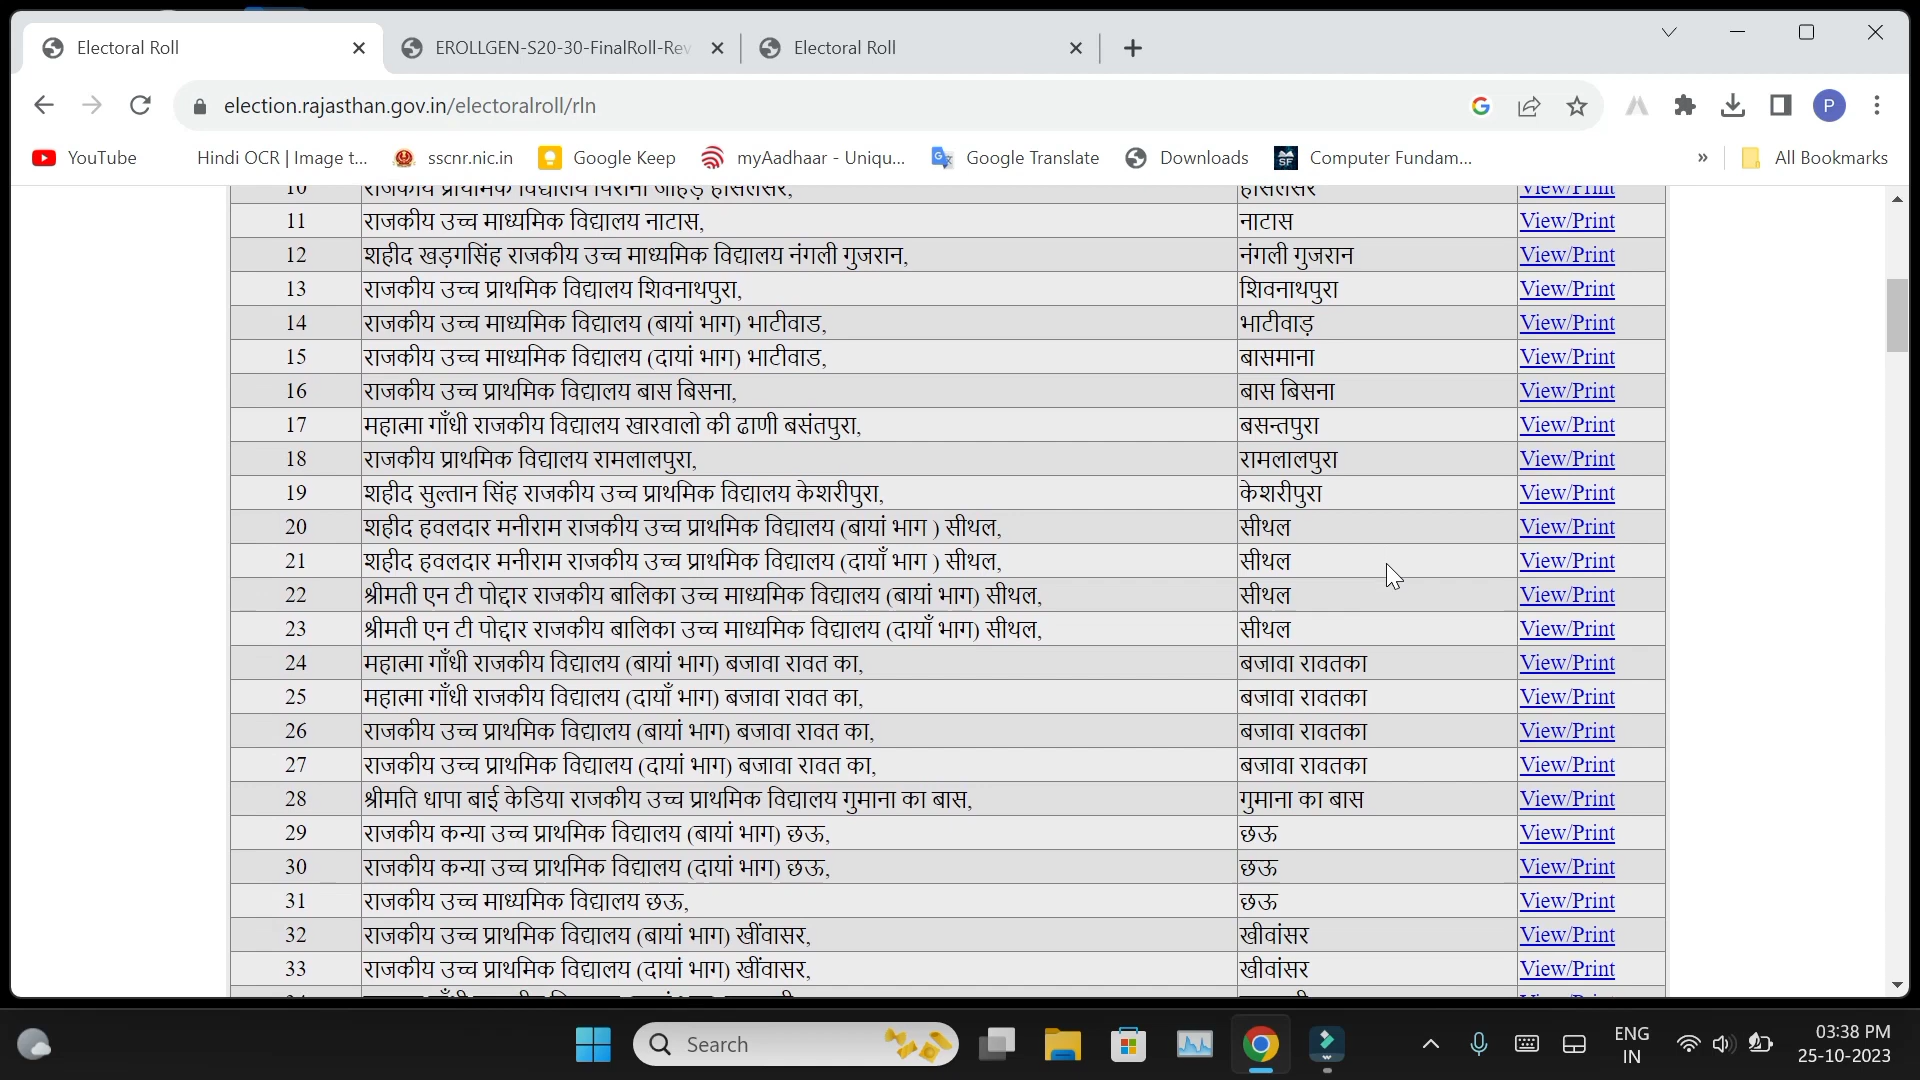 Electoral Roll
EROLLGEN-S20-30-FinalRoll-Rev
Electoral Roll
election.rajasthan.gov.in/electoralroll/rln
P
YouTube
Hindi OCR | Image t...
sscnr.nic.in
Google Keep
myAadhaar - Uniqu...
Google Translate
Downloads
SF
Computer Fundam...
»
All Bookmarks
10 राजकीय प्राथमिक विद्यालय पिराना जोहड़ हांसलसर, हांसलसर View/Print
11 राजकीय उच्च माध्यमिक विद्यालय नाटास, नाटास View/Print
12 शहीद खड़गसिंह राजकीय उच्च माध्यमिक विद्यालय नंगली गुजरान, नंगली गुजरान View/Print
13 राजकीय उच्च प्राथमिक विद्यालय शिवनाथपुरा, शिवनाथपुरा View/Print
14 राजकीय उच्च माध्यमिक विद्यालय (बायां भाग) भाटीवाड, भाटीवाड़ View/Print
15 राजकीय उच्च माध्यमिक विद्यालय (दायां भाग) भाटीवाड, बासमाना View/Print
16 राजकीय उच्च प्राथमिक विद्यालय बास बिसना, बास बिसना View/Print
17 महात्मा गाँधी राजकीय विद्यालय खारवालो की ढाणी बसंतपुरा, बसन्तपुरा View/Print
18 राजकीय प्राथमिक विद्यालय रामलालपुरा, रामलालपुरा View/Print
19 शहीद सुल्तान सिंह राजकीय उच्च प्राथमिक विद्यालय केशरीपुरा, केशरीपुरा View/Print
20 शहीद हवलदार मनीराम राजकीय उच्च प्राथमिक विद्यालय (बायां भाग ) सीथल, सीथल View/Print
21 शहीद हवलदार मनीराम राजकीय उच्च प्राथमिक विद्यालय (दायाँ भाग ) सीथल, सीथल View/Print
22 श्रीमती एन टी पोद्दार राजकीय बालिका उच्च माध्यमिक विद्यालय (बायां भाग) सीथल, सीथल View/Print
23 श्रीमती एन टी पोद्दार राजकीय बालिका उच्च माध्यमिक विद्यालय (दायाँ भाग) सीथल, सीथल View/Print
24 महात्मा गाँधी राजकीय विद्यालय (बायां भाग) बजावा रावत का, बजावा रावतका View/Print
25 महात्मा गाँधी राजकीय विद्यालय (दायाँ भाग) बजावा रावत का, बजावा रावतका View/Print
26 राजकीय उच्च प्राथमिक विद्यालय (बायां भाग) बजावा रावत का, बजावा रावतका View/Print
27 राजकीय उच्च प्राथमिक विद्यालय (दायां भाग) बजावा रावत का, बजावा रावतका View/Print
28 श्रीमति धापा बाई केडिया राजकीय उच्च प्राथमिक विद्यालय गुमाना का बास, गुमाना का बास View/Print
29 राजकीय कन्या उच्च प्राथमिक विद्यालय (बायां भाग) छऊ, छऊ View/Print
30 राजकीय कन्या उच्च प्राथमिक विद्यालय (दायां भाग) छऊ, छऊ View/Print
31 राजकीय उच्च माध्यमिक विद्यालय छऊ, छऊ View/Print
32 राजकीय उच्च प्राथमिक विद्यालय (बायां भाग) खींवासर, खीवांसर View/Print
33 राजकीय उच्च प्राथमिक विद्यालय (दायां भाग) खींवासर, खीवांसर View/Print
Search
ENG
IN
03:38 PM
25-10-2023